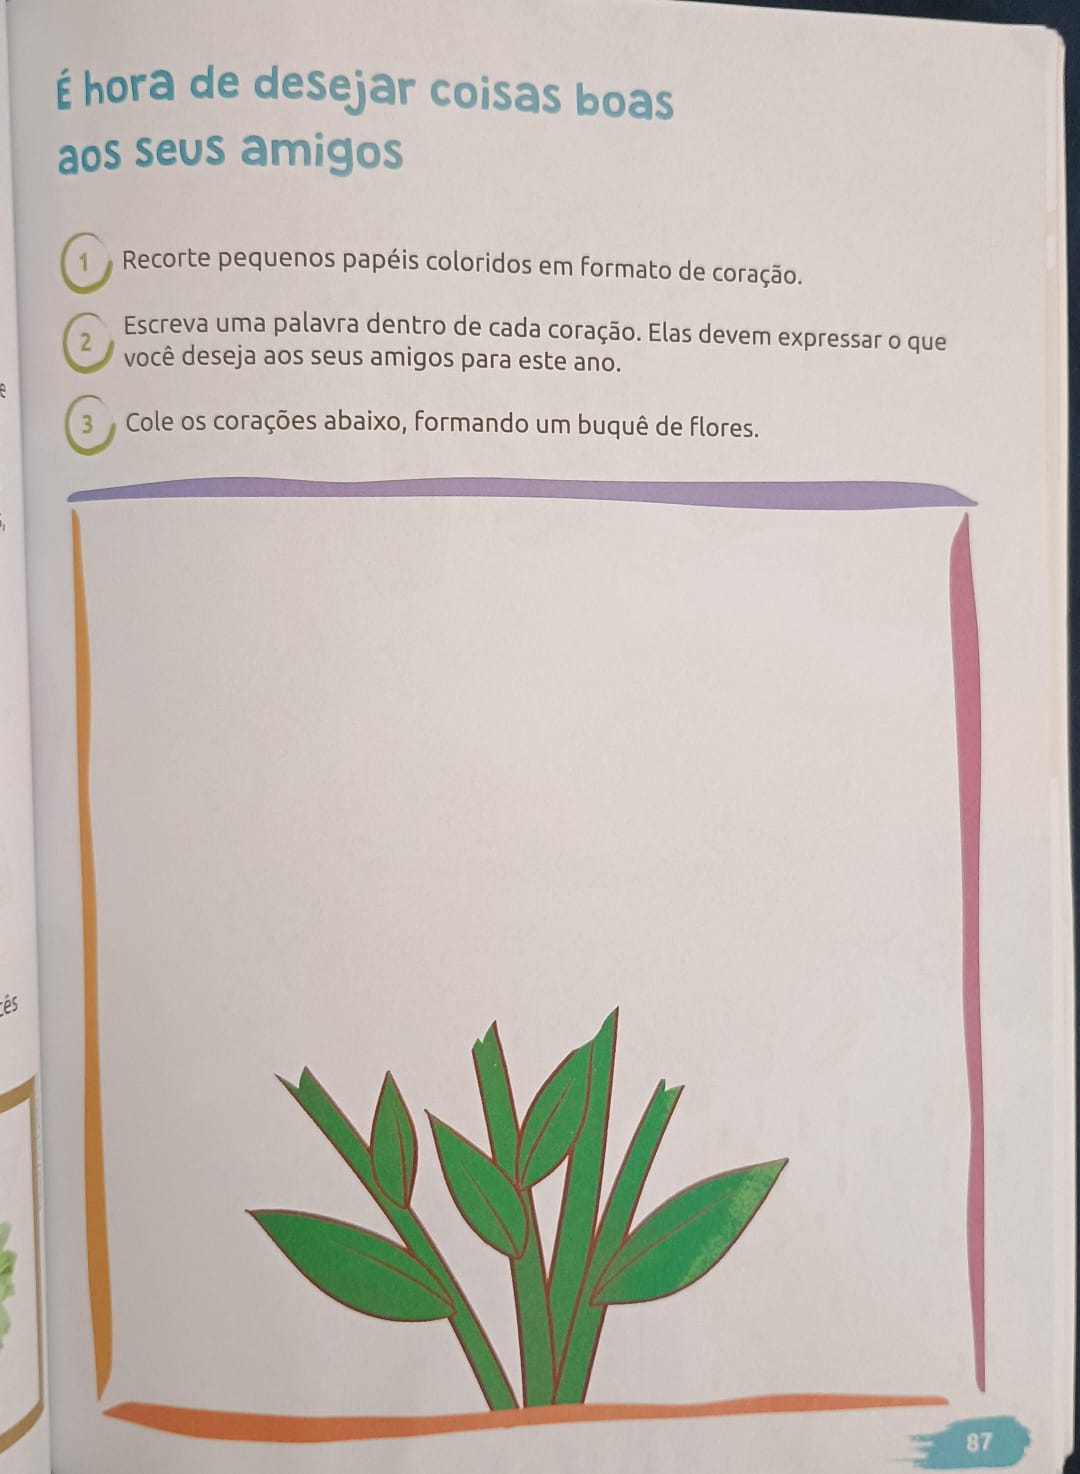 É hora de desejar coisas boas
aos seus amigos
1 Recorte pequenos papéis coloridos em formato de coração.
2 Escreva uma palavra dentro de cada coração. Elas devem expressar o que
você deseja aos seus amigos para este ano.
3 Cole os corações abaixo, formando um buquê de flores.
87